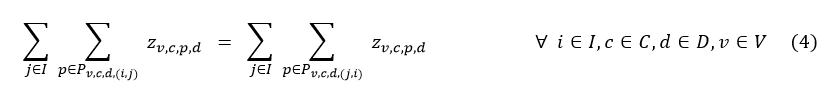 ∑_{j∈I} ∑_{p∈P_{v,c,d,(i,j)}} z_{v,c,p,d} = ∑_{j∈I} ∑_{p∈P_{v,c,d,(j,i)}} z_{v,c,p,d} ∀ i ∈ I, c ∈ C, d ∈ D, v ∈ V (4)